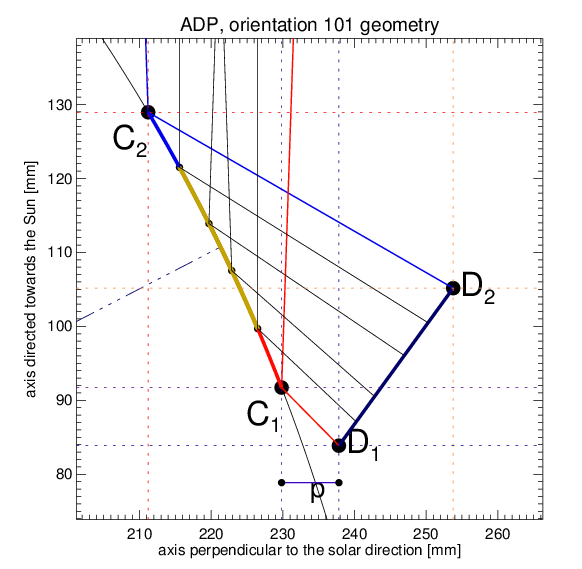 ADP, orientation 101 geometry
axis directed towards the Sun [mm]
130
120
110
100
90
80
C₂
D₂
C₁
D₁
p
210 220 230 240 250 260
axis perpendicular to the solar direction [mm]